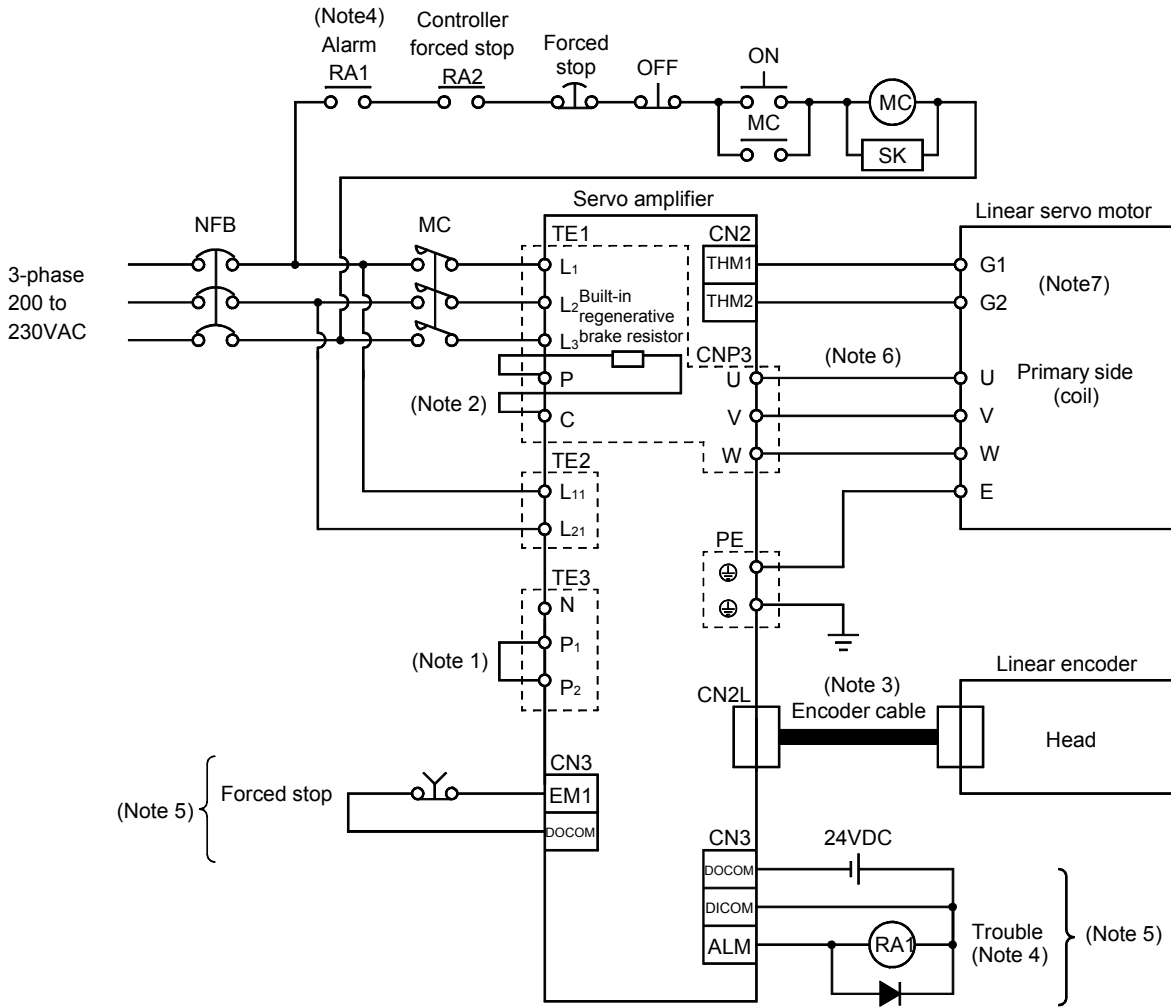 (Note4)
Alarm
RA1
Controller
forced stop
RA2
Forced
stop
OFF
ON
MC
MC
SK
3-phase
200 to
230VAC
NFB
MC
Servo amplifier
TE1
L1
L2
L3
Built-in
regenerative
brake resistor
P
C
(Note 2)
CN2
THM1
THM2
CNP3
U
V
W
(Note 6)
Linear servo motor
G1
G2
(Note7)
U
V
W
E
Primary side
(coil)
TE2
L11
L21
PE
TE3
N
P1
P2
(Note 1)
CN2L
(Note 3)
Encoder cable
Linear encoder
Head
(Note 5)
Forced stop
CN3
EM1
DOCOM
CN3
DOCOM
DICOM
ALM
24VDC
RA1
Trouble
(Note 4)
(Note 5)